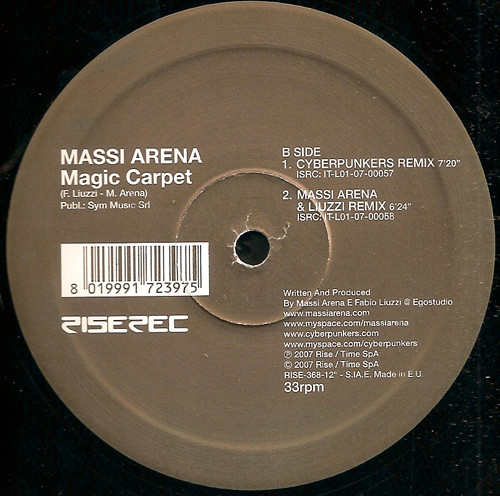 MASSI ARENA
Magic Carpet
(F. Liuzzi - M. Arena)
Publ.: Sym Music Srl
8 019991 723975
RISEREC
B SIDE
1. CYBERPUNKERS REMIX 7'20"
ISRC: IT-L01-07-00057
2. MASSI ARENA
& LIUZZI REMIX 6'24"
ISRC: IT-L01-07-00058
Written And Produced
By Massi Arena E Fabio Liuzzi @ Egostudio
www.massiarena.com
www.myspace.com/massiarena
www.cyberpunkers.com
www.myspace.com/cyberpunkers
℗ 2007 Rise / Time SpA
© 2007 Rise / Time SpA
RISE-368-12" - S.I.A.E. Made in E.U.
33rpm